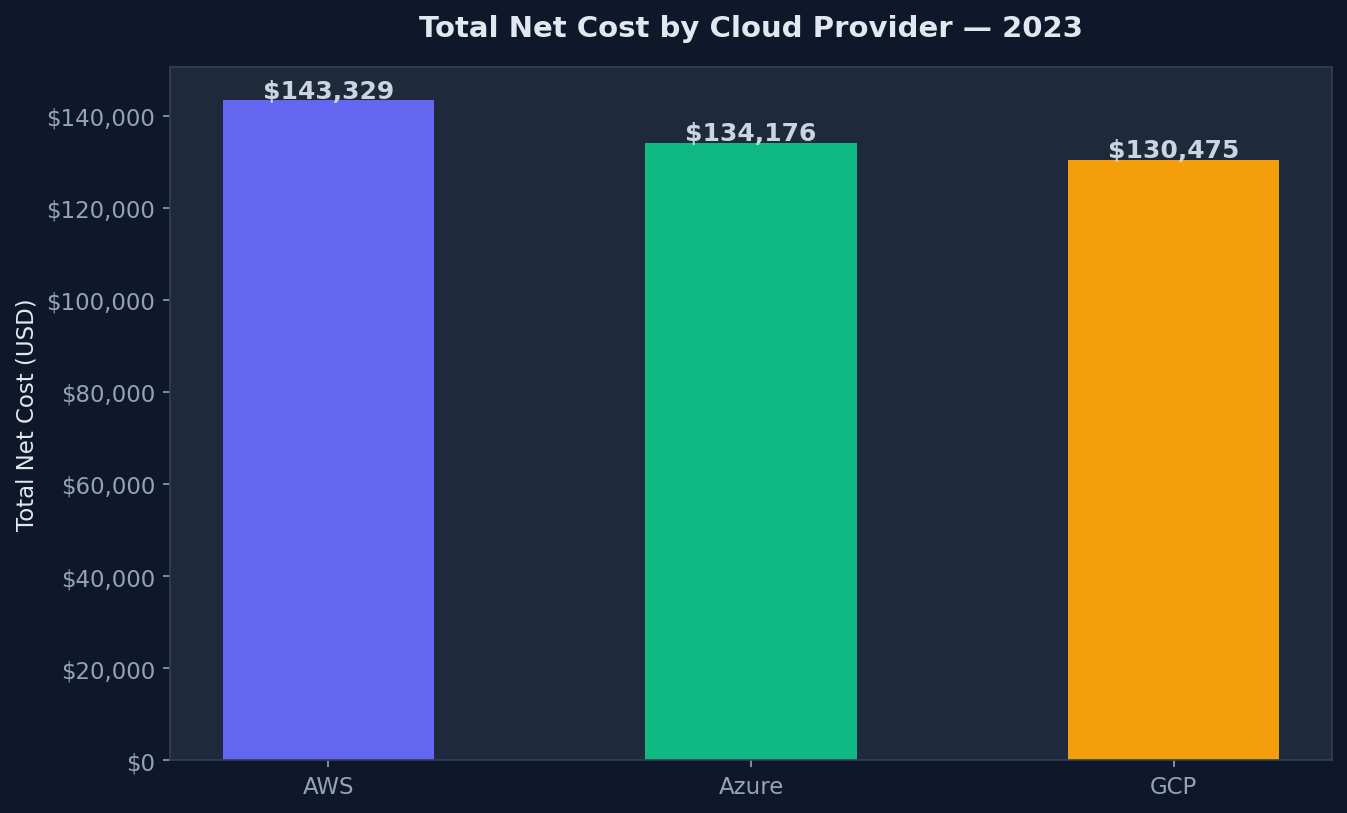 Total Net Cost by Cloud Provider — 2023
Total Net Cost (USD)
$140,000
$120,000
$100,000
$80,000
$60,000
$40,000
$20,000
$0
$143,329
$134,176
$130,475
AWS
Azure
GCP